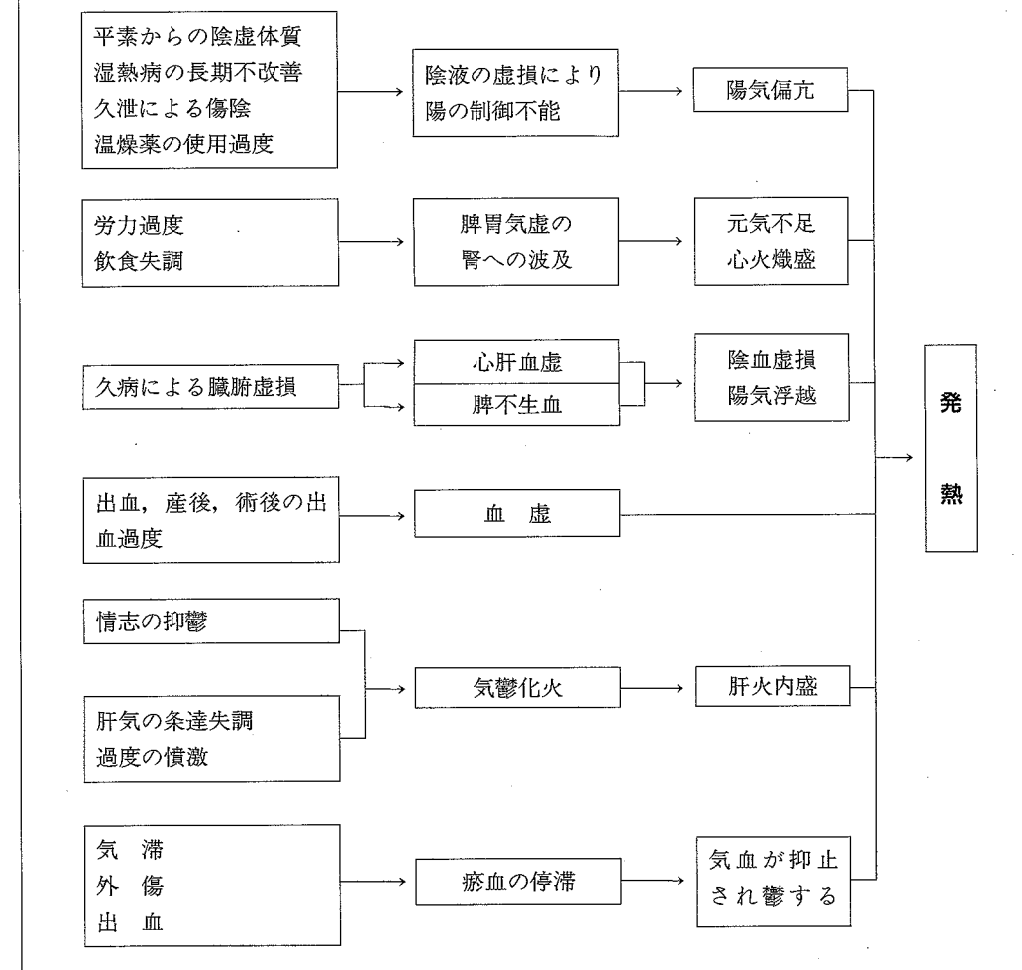 平素からの陰虚体質
湿熱病の長期不改善
久泄による傷陰
温燥薬の使用過度
陰液の虚損により
陽の制御不能
陽気偏亢
労力過度
飲食失調
脾胃気虚の
腎への波及
元気不足
心火熾盛
久病による臓腑虚損
心肝血虚
脾不生血
陰血虚損
陽気浮越
出血,産後,術後の出
血過度
血 虚
情志の抑鬱
肝気の条達失調
過度の憤激
気鬱化火
肝火内盛
気 滞
外 傷
出 血
瘀血の停滞
気血が抑止
され鬱する
発
熱